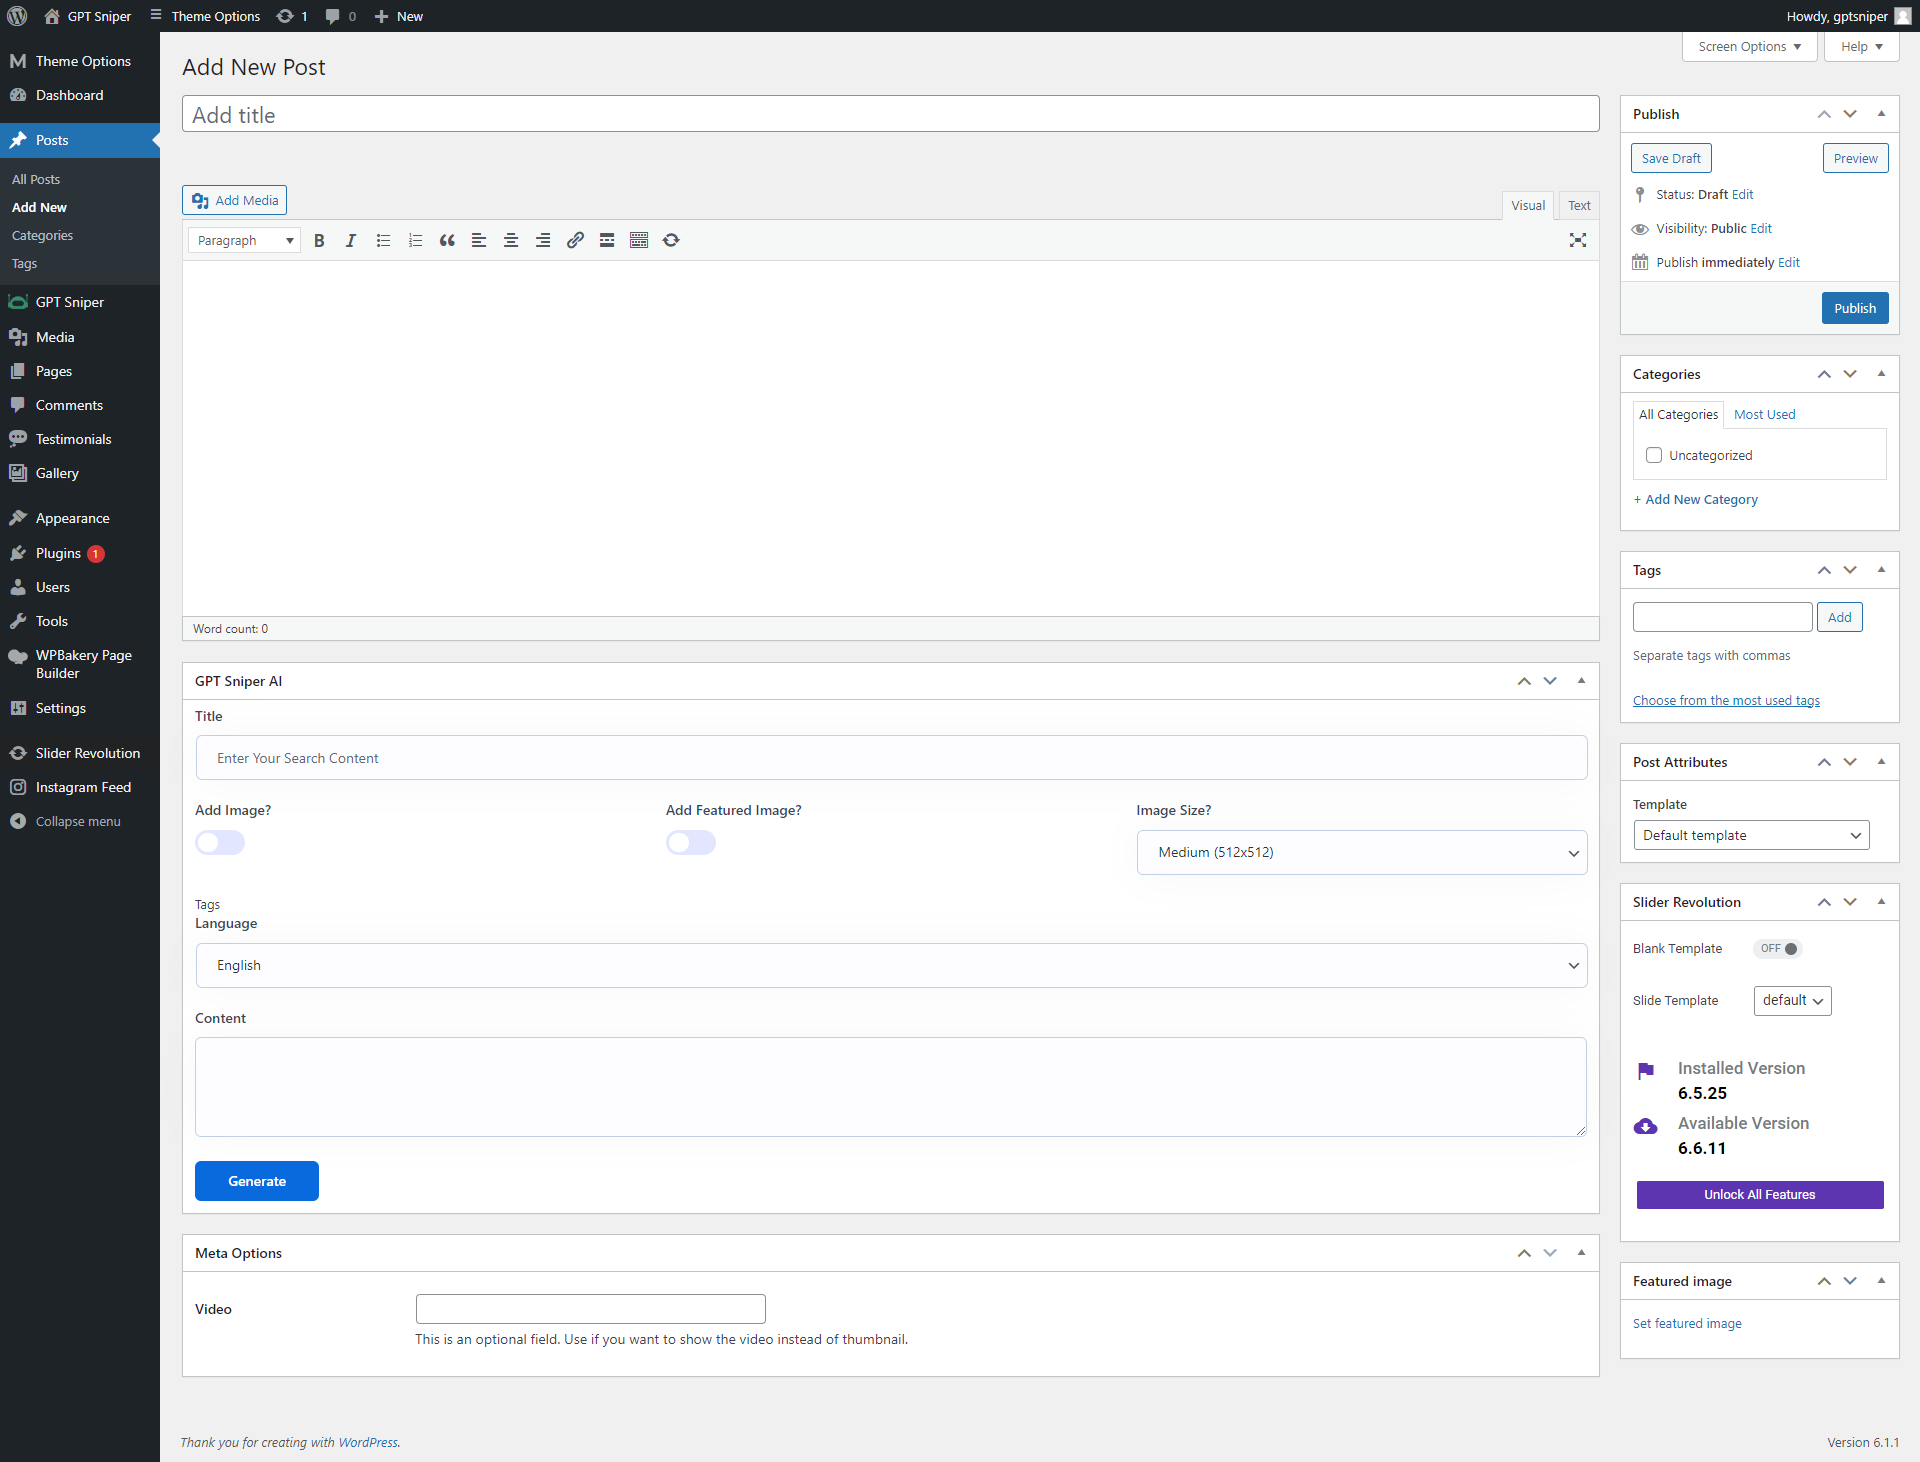 GPT Sniper
Theme Options
1
0
New
Howdy, gptsniper
Theme Options
Dashboard
Posts
All Posts
Add New
Categories
Tags
GPT Sniper
Media
Pages
Comments
Testimonials
Gallery
Appearance
Plugins 1
Users
Tools
WPBakery Page
Builder
Settings
Slider Revolution
Instagram Feed
Collapse menu
Screen Options
Help
Add New Post
Add title
Add Media
Visual
Text
Paragraph
Word count: 0
GPT Sniper AI
Title
Enter Your Search Content
Add Image?
Add Featured Image?
Image Size?
Medium (512x512)
Tags
Language
English
Content
Generate
Meta Options
Video
This is an optional field. Use if you want to show the video instead of thumbnail.
Publish
Save Draft
Preview
Status: Draft Edit
Visibility: Public Edit
Publish immediately Edit
Publish
Categories
All Categories
Most Used
Uncategorized
+ Add New Category
Tags
Add
Separate tags with commas
Choose from the most used tags
Post Attributes
Template
Default template
Slider Revolution
Blank Template
OFF
Slide Template
default
Installed Version
6.5.25
Available Version
6.6.11
Unlock All Features
Featured image
Set featured image
Thank you for creating with WordPress.
Version 6.1.1